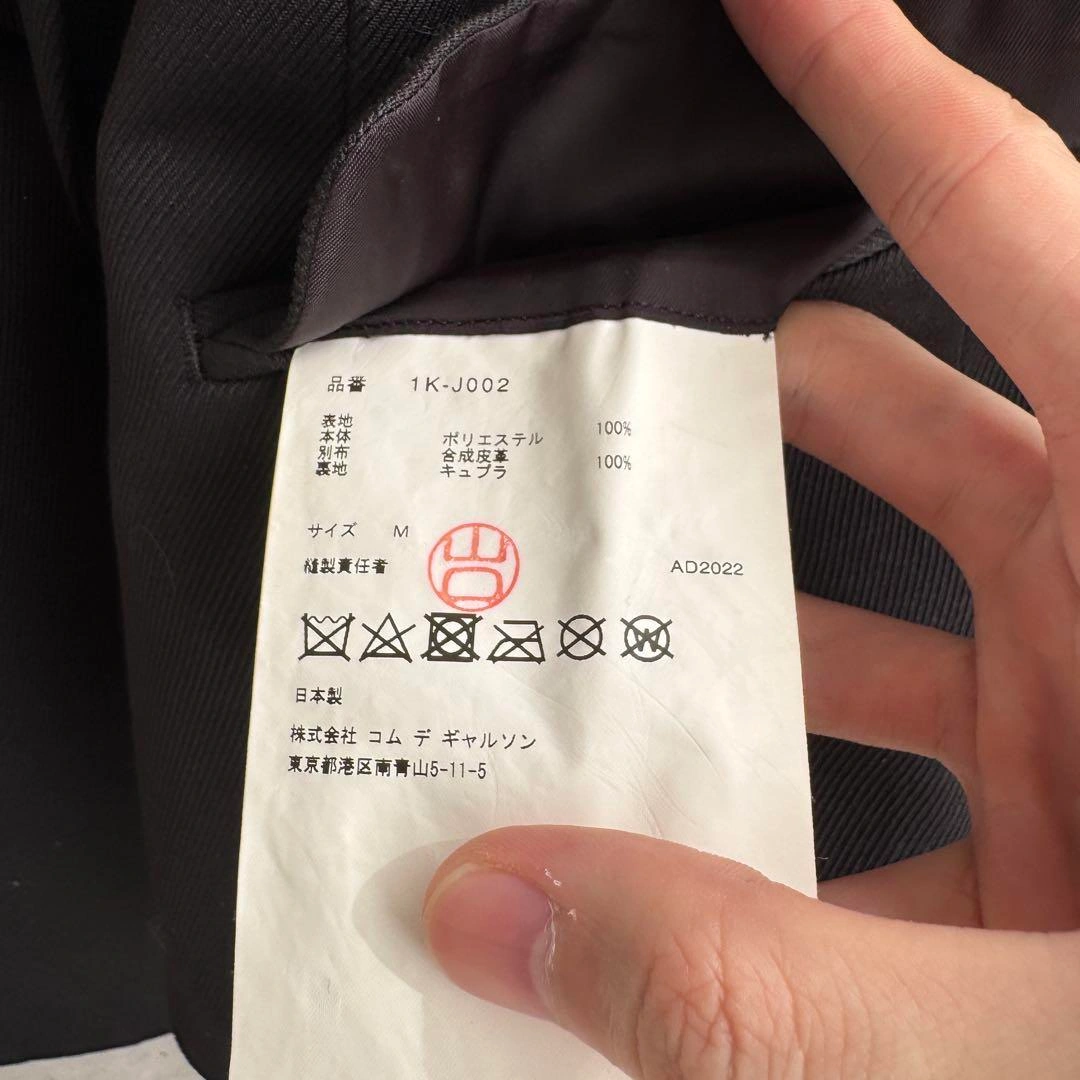 品番 1K-J002
表地
本体 ポリエステル 100%
別布 合成皮革
裏地 キュプラ 100%
サイズ M
縫製責任者 AD2022
日本製
株式会社 コム デ ギャルソン
東京都港区南青山5-11-5